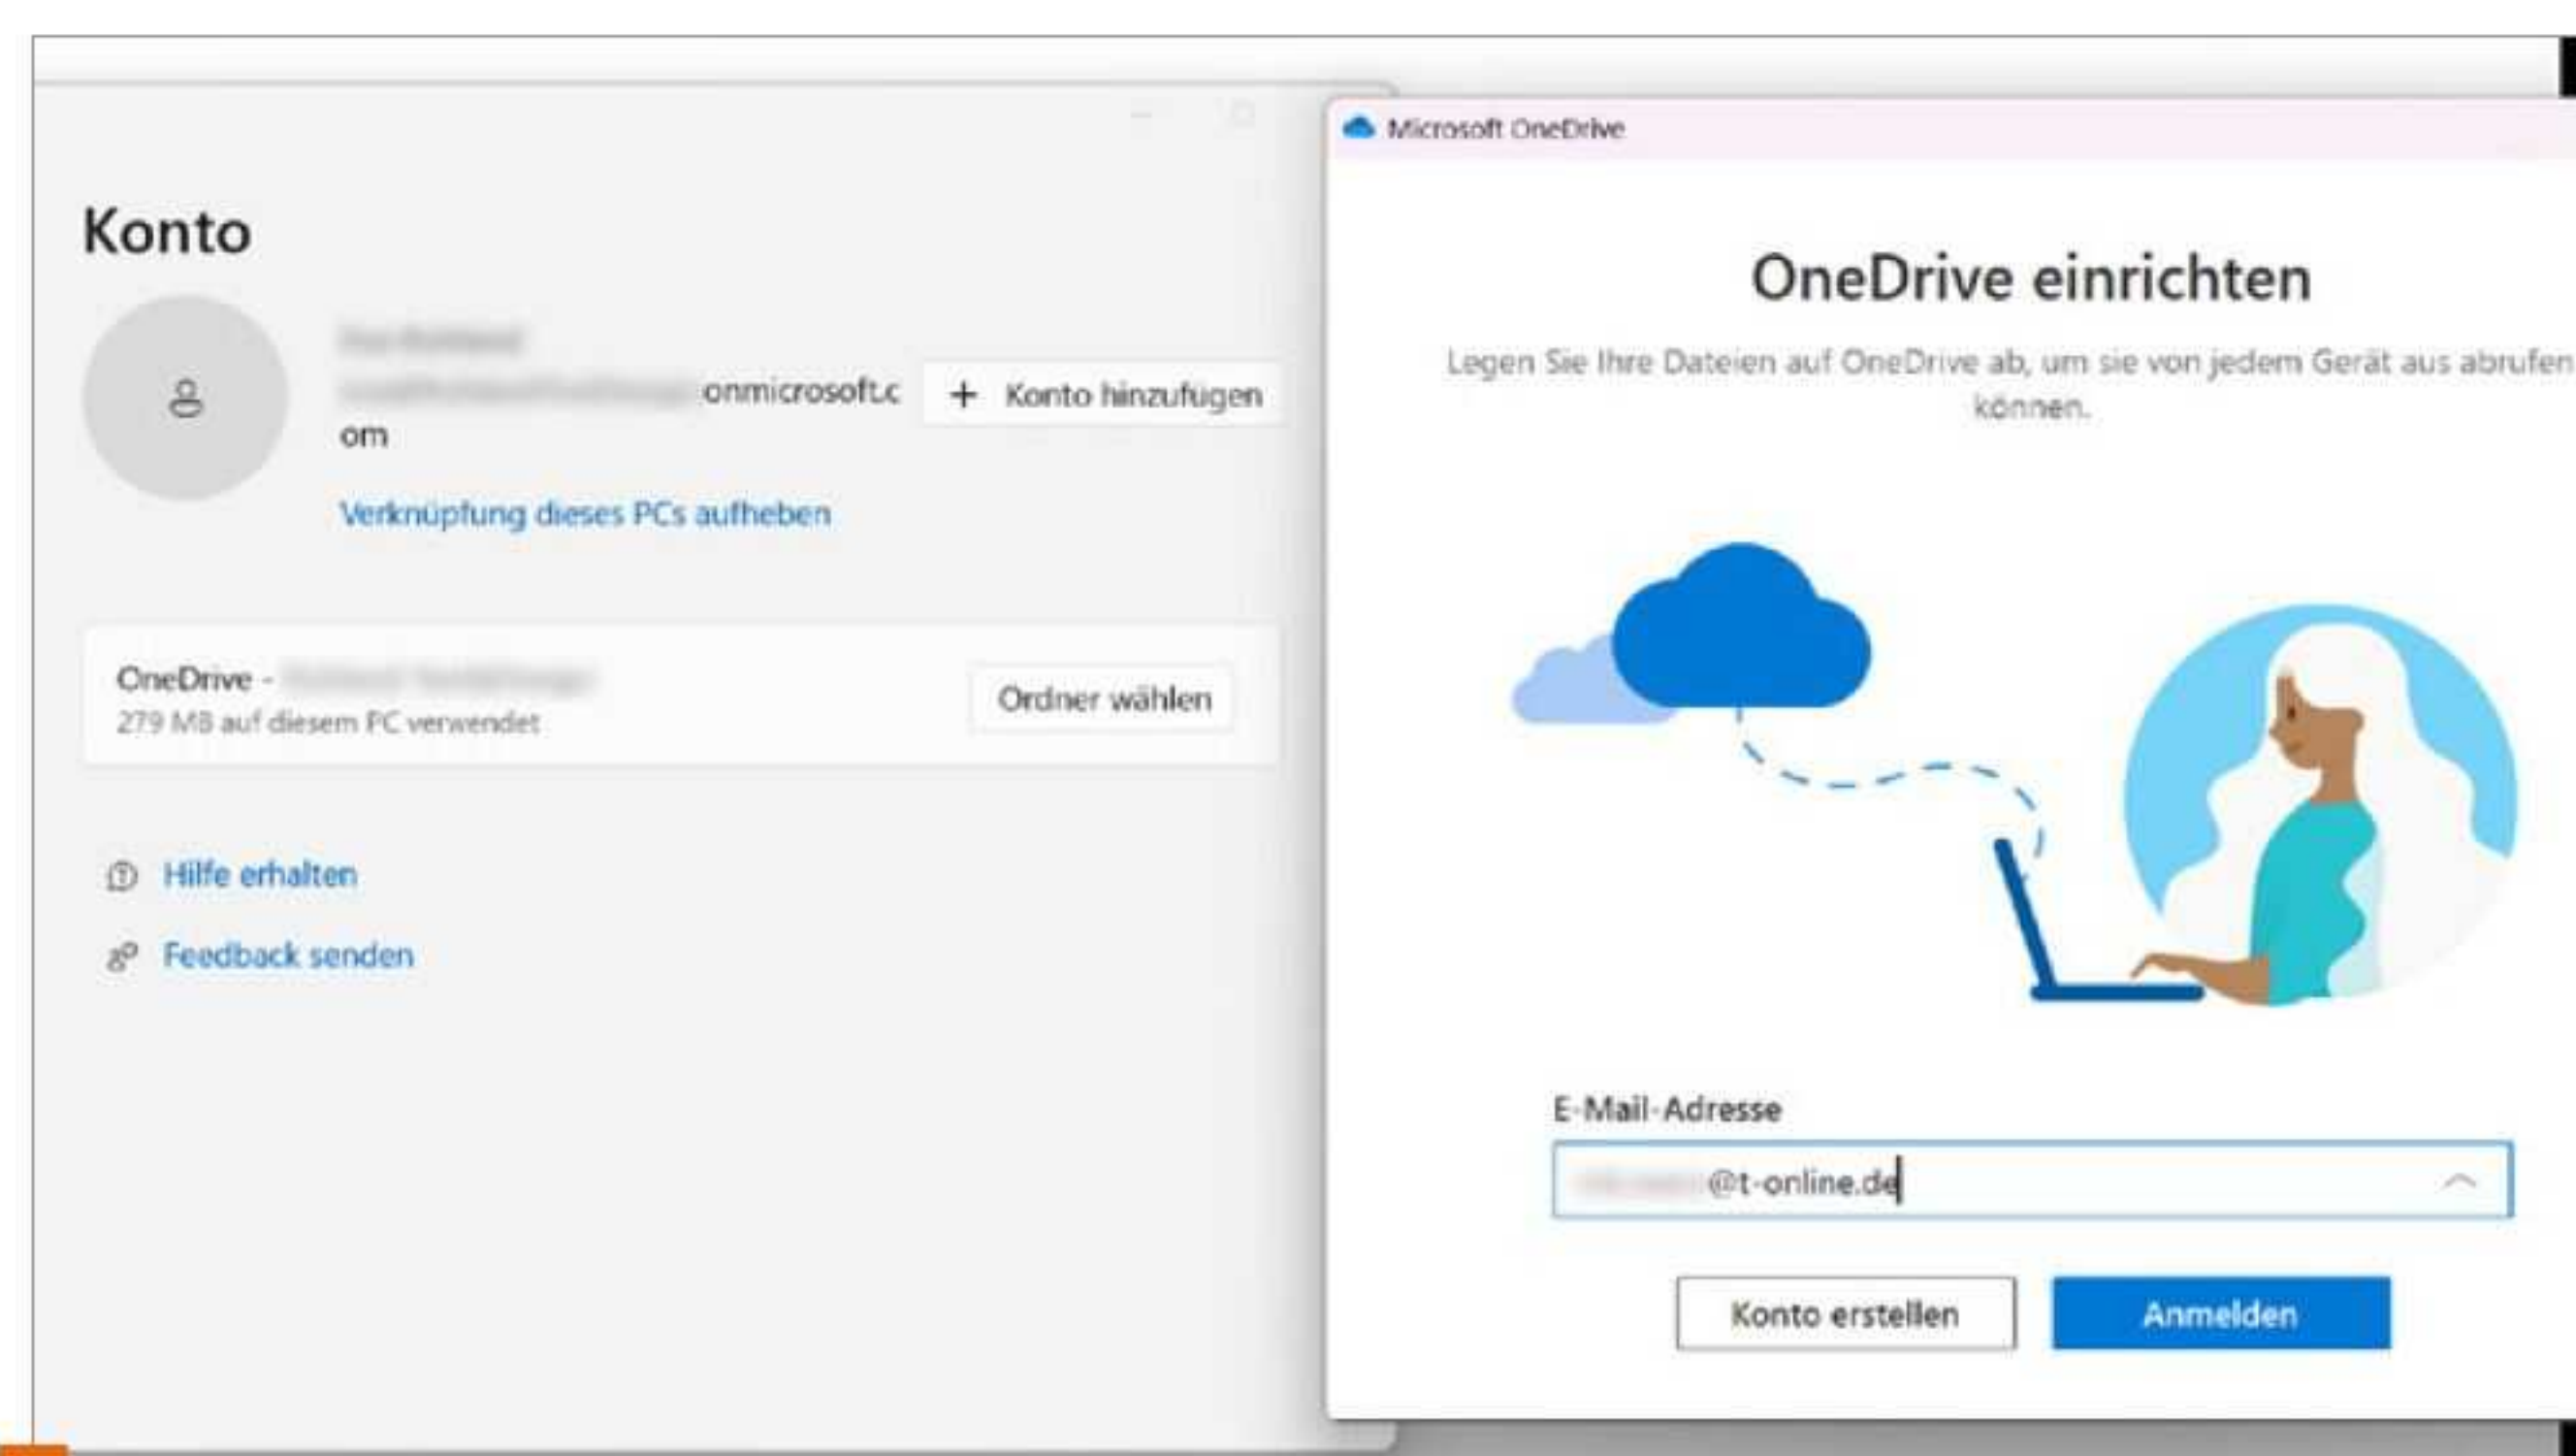 Konto
onmicrosoft.c
om
+ Konto hinzufügen
Verknüpfung dieses PCs aufheben
OneDrive -
279 MB auf diesem PC verwendet
Ordner wählen
Hilfe erhalten
Feedback senden
Microsoft OneDrive
OneDrive einrichten
Legen Sie Ihre Dateien auf OneDrive ab, um sie von jedem Gerät aus abrufen
können.
E-Mail-Adresse
@t-online.de
Konto erstellen
Anmelden